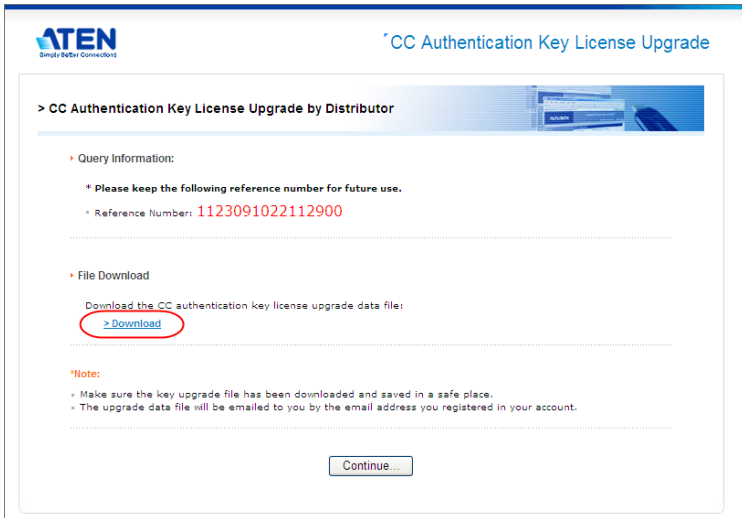 ATEN
Simply Better Connections
CC Authentication Key License Upgrade
> CC Authentication Key License Upgrade by Distributor
Query Information:
* Please keep the following reference number for future use.
Reference Number: 1123091022112900
File Download
Download the CC authentication key license upgrade data file:
> Download
*Note:
Make sure the key upgrade file has been downloaded and saved in a safe place.
The upgrade data file will be emailed to you by the email address you registered in your account.
Continue...